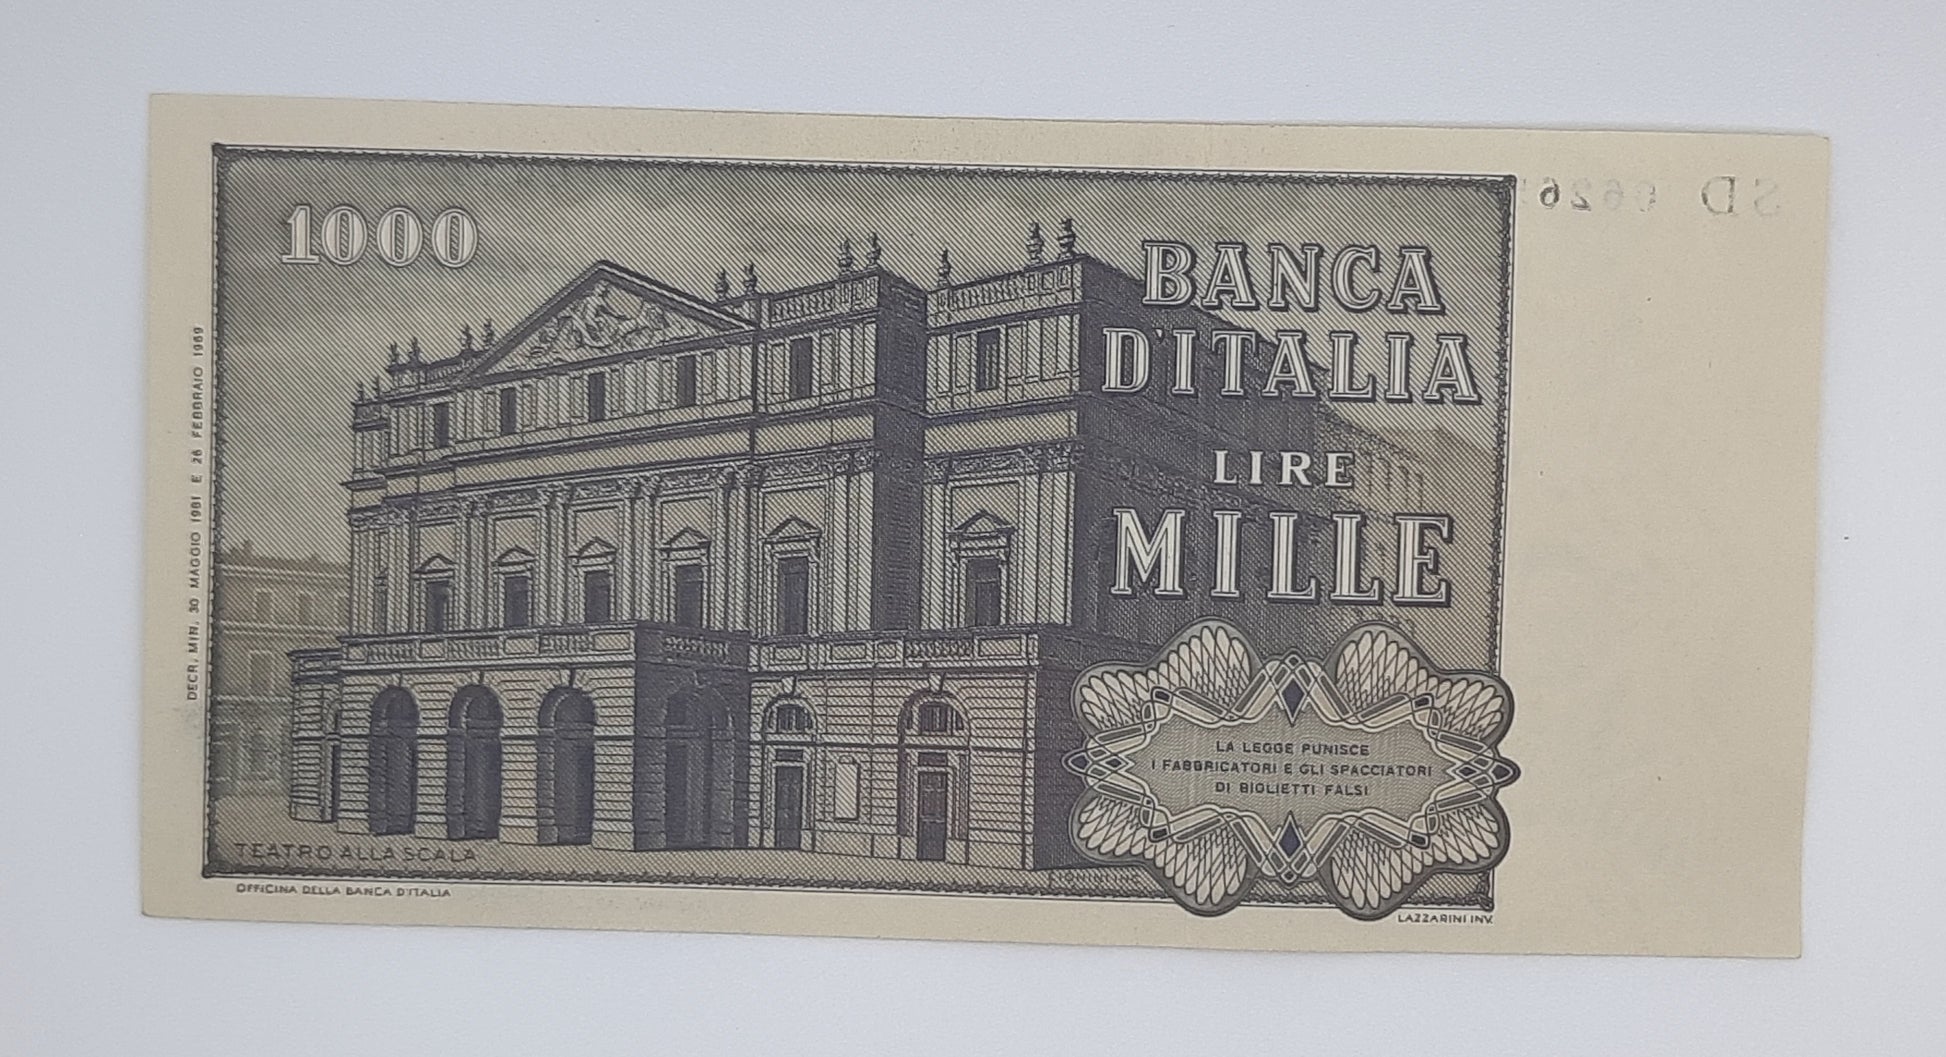 1000
BANCA
D'ITALIA
LIRE
MILLE
LA LEGGE PUNISCE
I FABBRICATORI E GLI SPACCIATORI
DI BIGLIETTI FALSI
DECR. MIN. 30 MAGGIO 1981 E 26 FEBBRAIO 1969
TEATRO ALLA SCALA
OFFICINA DELLA BANCA D'ITALIA
LAZZARINI INV.